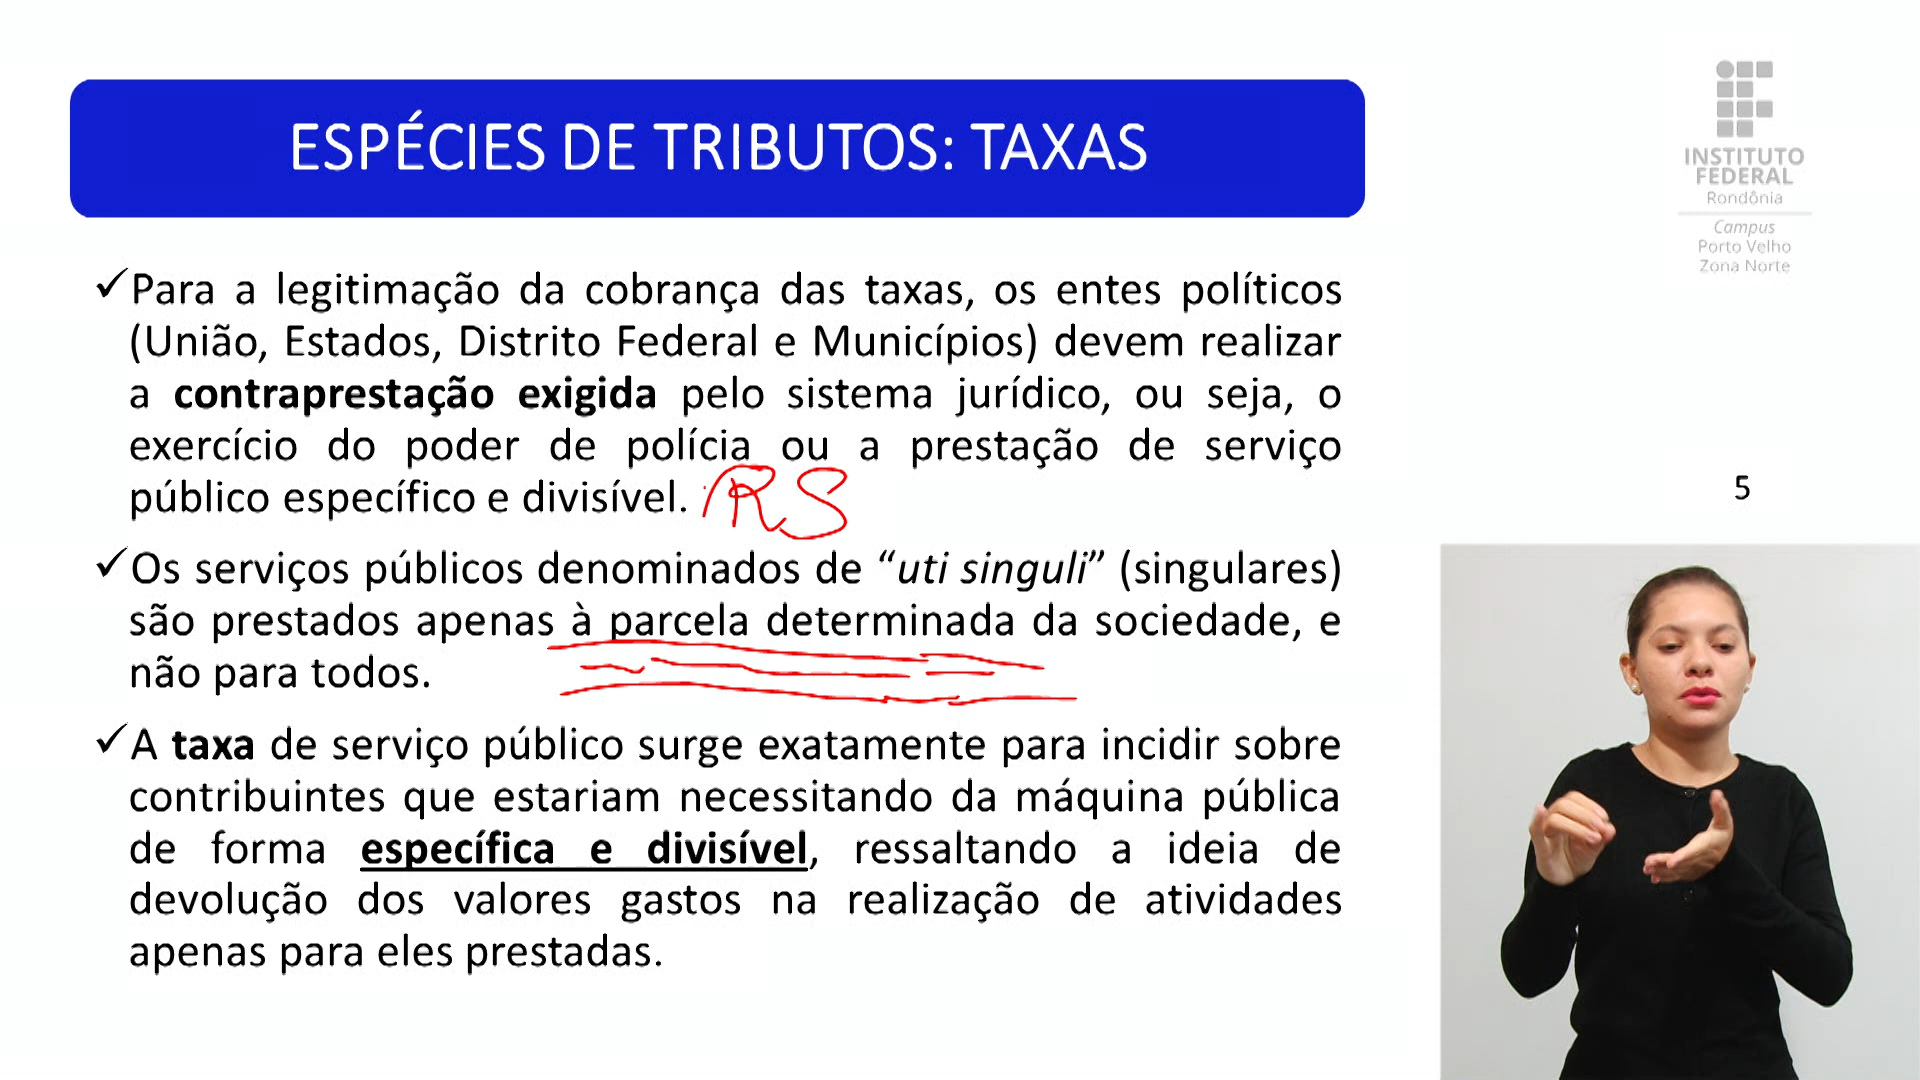 ESPÉCIES DE TRIBUTOS: TAXAS
INSTITUTO
FEDERAL
Rondônia
Campus
Porto Velho
Zona Norte
✓Para a legitimação da cobrança das taxas, os entes políticos
(União, Estados, Distrito Federal e Municípios) devem realizar
a contraprestação exigida pelo sistema jurídico, ou seja, o
exercício do poder de polícia ou a prestação de serviço
público específico e divisível. RS
5
✓Os serviços públicos denominados de “uti singuli” (singulares)
são prestados apenas à parcela determinada da sociedade, e
não para todos.
✓A taxa de serviço público surge exatamente para incidir sobre
contribuintes que estariam necessitando da máquina pública
de forma específica e divisível, ressaltando a ideia de
devolução dos valores gastos na realização de atividades
apenas para eles prestadas.